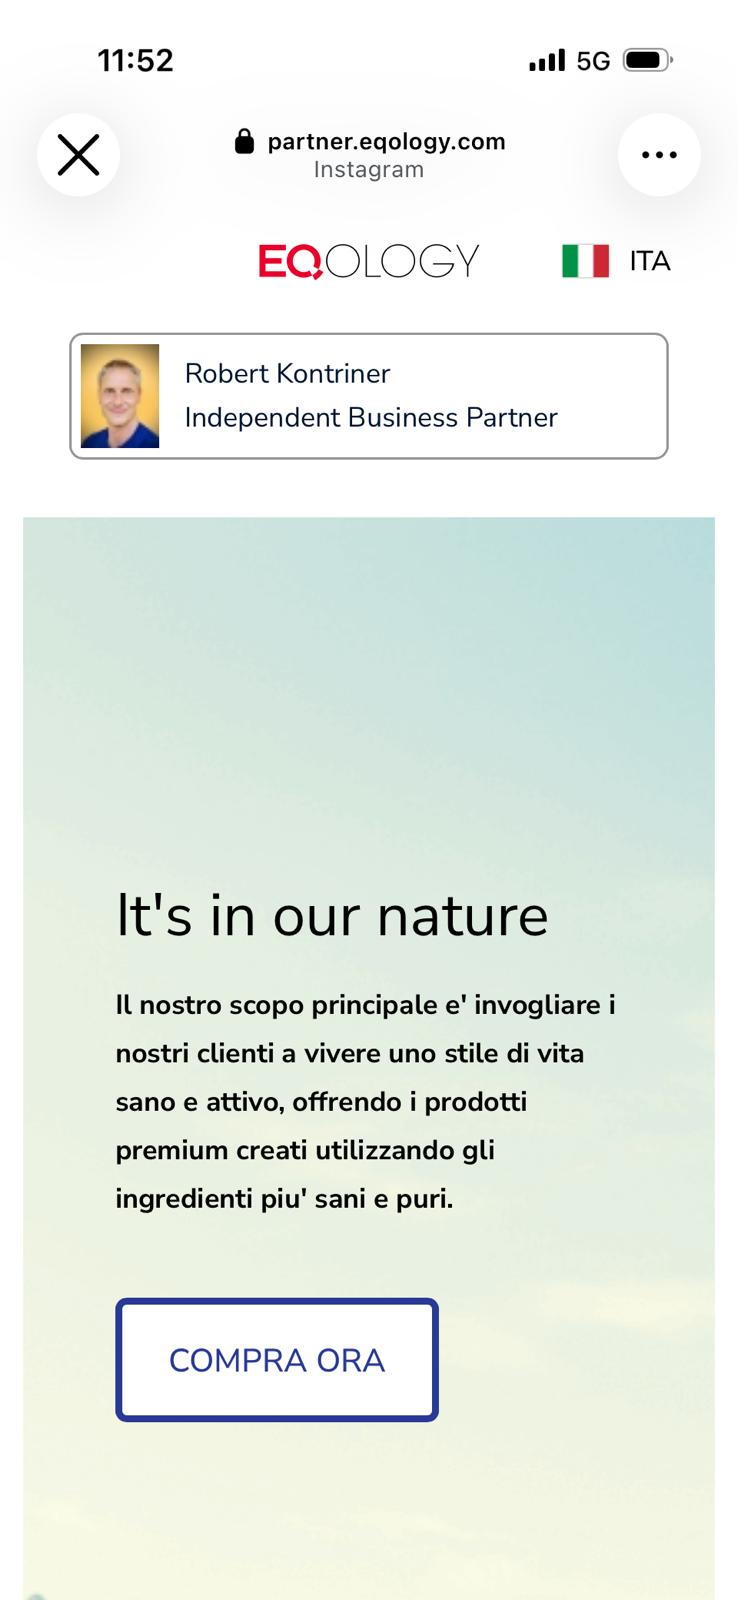 11:52
5G
partner.eqology.com
Instagram
EQOLOGY
ITA
Robert Kontriner
Independent Business Partner
It's in our nature
Il nostro scopo principale e' invogliare i
nostri clienti a vivere uno stile di vita
sano e attivo, offrendo i prodotti
premium creati utilizzando gli
ingredienti piu' sani e puri.
COMPRA ORA